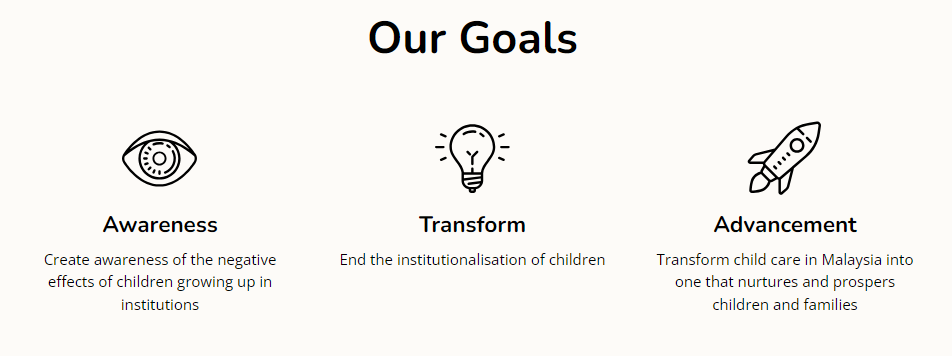 Our Goals
Awareness
Create awareness of the negative
effects of children growing up in
institutions
Transform
End the institutionalisation of children
Advancement
Transform child care in Malaysia into
one that nurtures and prospers
children and families